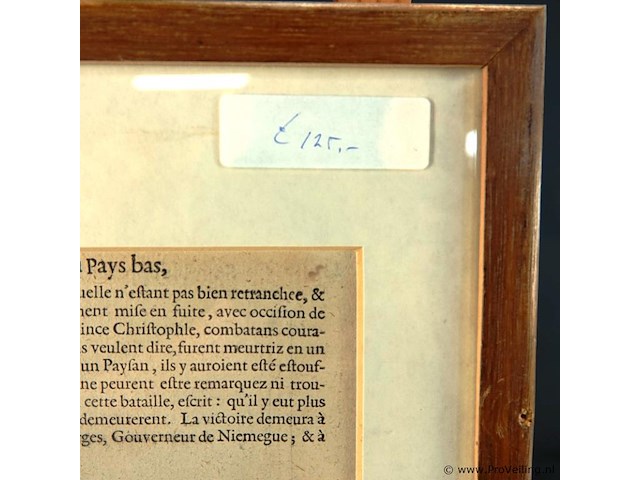 € 125,-
Pays bas,
uelle n'eſtant pas bien retranchee, &
ment miſe en fuite, avec occiſion de
ince Chriſtophle, combatans coura-
s veulent dire, furent meurtriz en un
un Payſan, ils y auroient eſté eſtouf-
ne peurent eſtre remarquez ni trou-
cette bataille, eſcrit: qu'il y eut plus
demeurerent. La victoire demeura à
ges, Gouverneur de Niemegue; & à
© www.ProVeiling.nl